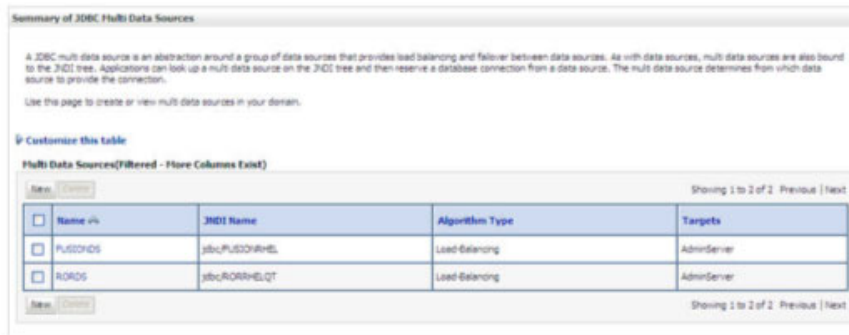 Summary of JDBC Multi Data Sources
A JDBC multi data source is an abstraction around a group of data sources that provides load balancing and failover between data sources. As with data sources, multi data sources are also bound
to the JNDI tree. Applications can look up a multi data source on the JNDI tree and then reserve a database connection from a data source. The multi data source determines from which data
source to provide the connection.
Use this page to create or view multi data sources in your domain.
Customize this table
Multi Data Sources(Filtered - More Columns Exist)
New Delete Showing 1 to 2 of 2 Previous | Next
Name JNDI Name Algorithm Type Targets
FUSIONDS jdbc/FUSIONRHEL Load-Balancing AdminServer
RORDS jdbc/RORRHELQT Load-Balancing AdminServer
New Delete Showing 1 to 2 of 2 Previous | Next